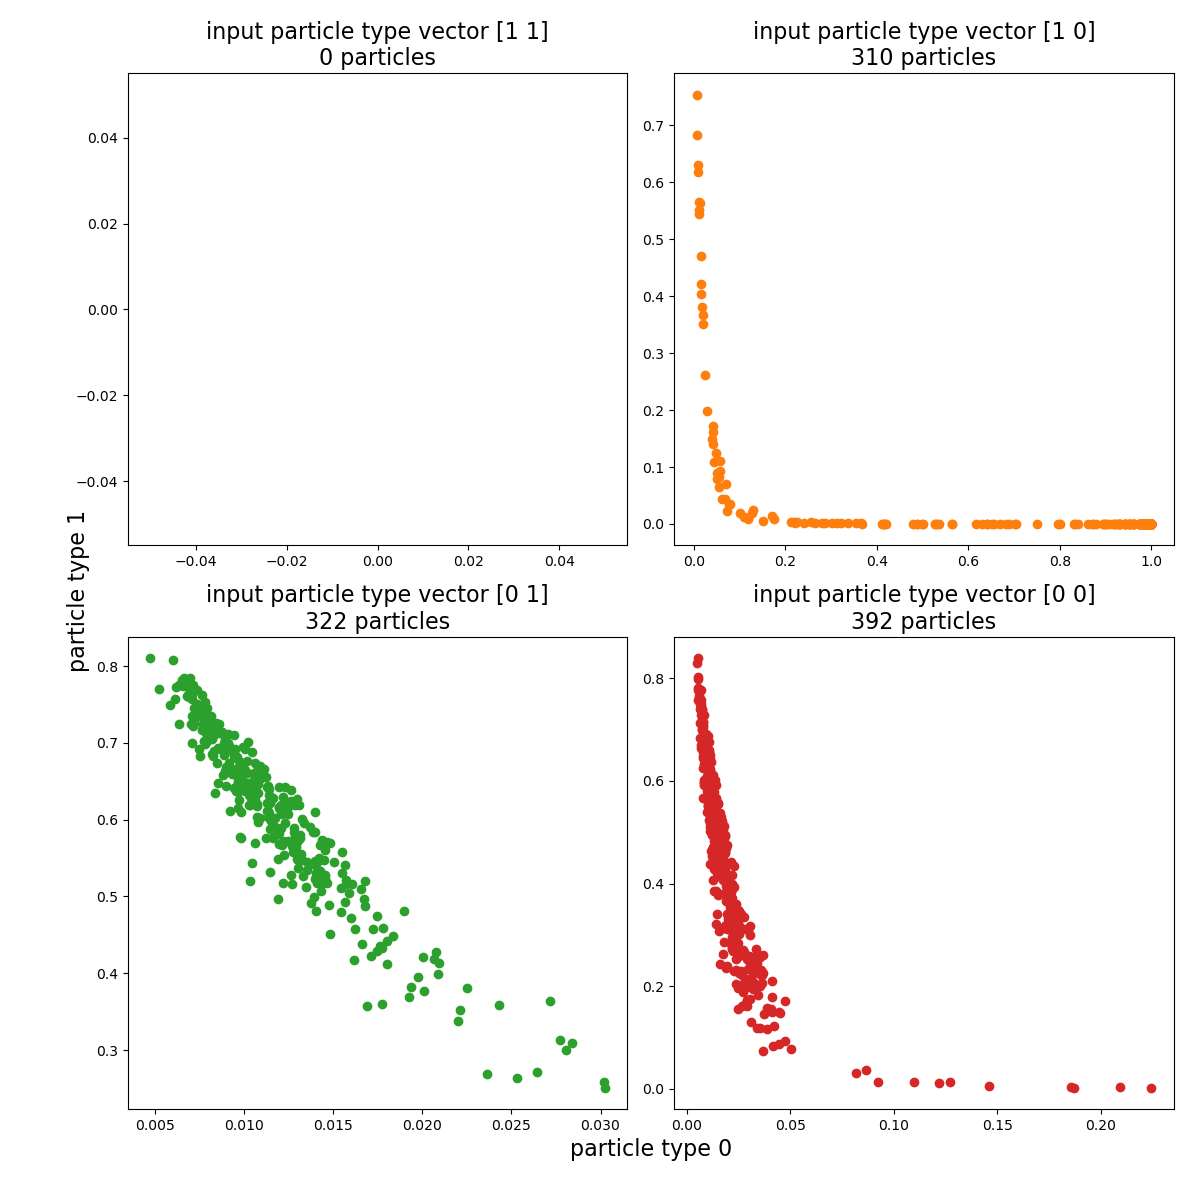 input particle type vector [1 1]
0 particles
0.04
0.02
0.00
−0.02
−0.04
−0.04 −0.02 0.00 0.02 0.04
input particle type vector [1 0]
310 particles
0.7
0.6
0.5
0.4
0.3
0.2
0.1
0.0
0.0 0.2 0.4 0.6 0.8 1.0
particle type 1
input particle type vector [0 1]
322 particles
0.8
0.7
0.6
0.5
0.4
0.3
0.005 0.010 0.015 0.020 0.025 0.030
input particle type vector [0 0]
392 particles
0.8
0.6
0.4
0.2
0.0
0.00 0.05 0.10 0.15 0.20
particle type 0